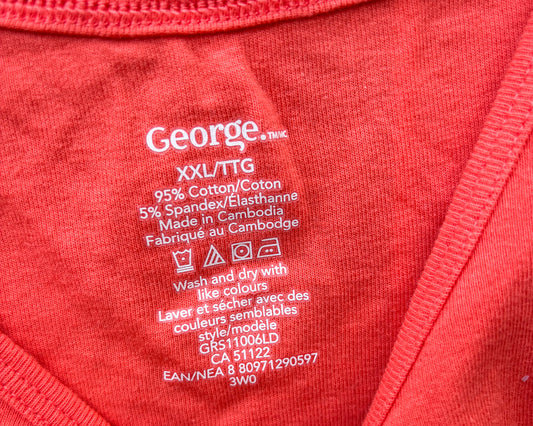 George.™/MC
XXL/TTG
95% Cotton/Coton
5% Spandex/Élasthanne
Made in Cambodia
Fabriqué au Cambodge
Wash and dry with
like colours
Laver et sécher avec des
couleurs semblables
style/modèle
GRS11006LD
CA 51122
EAN/NEA 8 80971290597
3W0